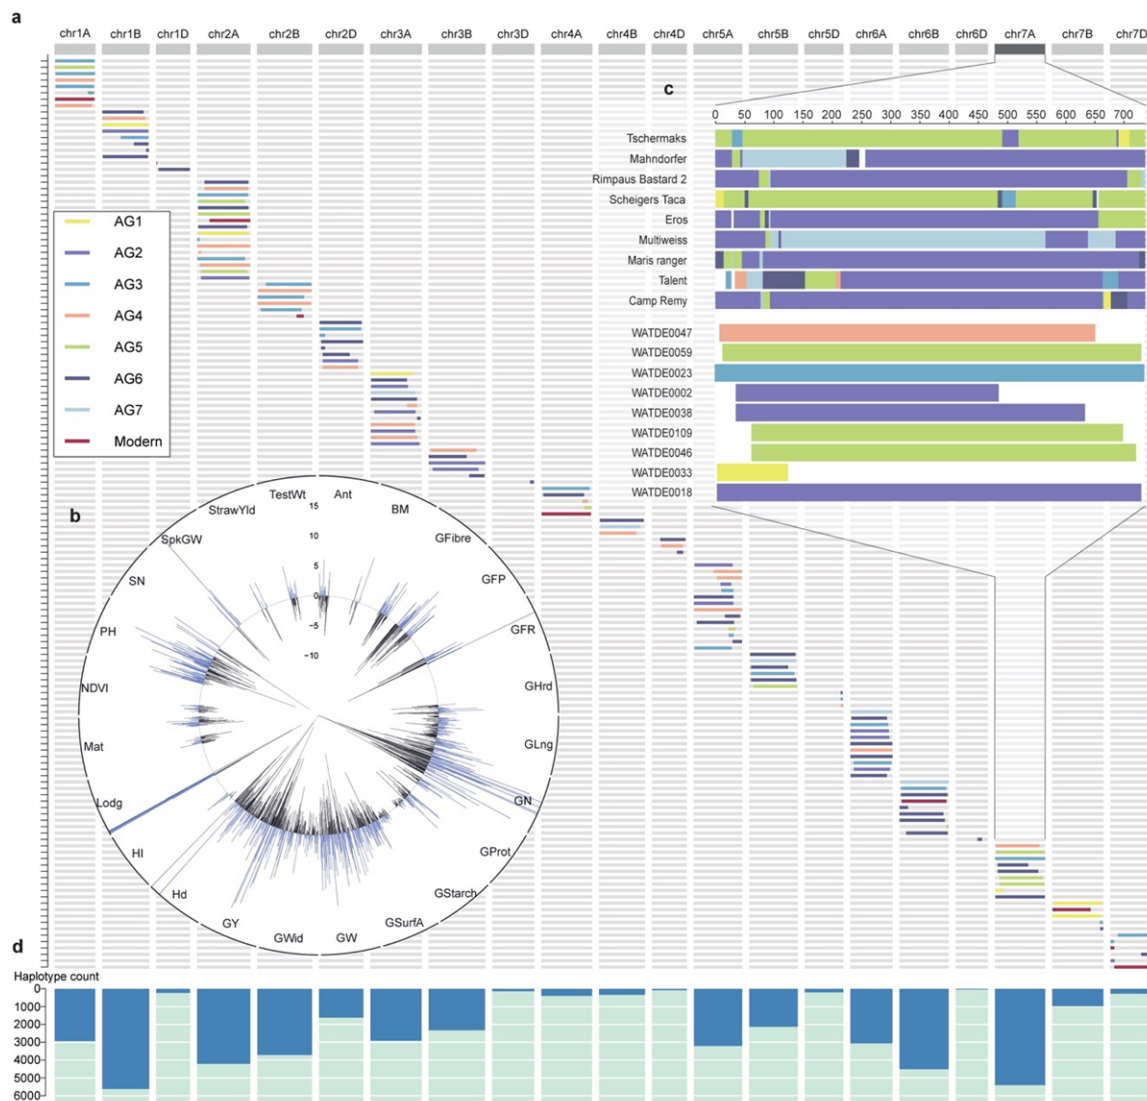 a
chr1A chr1B chr1D chr2A chr2B chr2D chr3A chr3B chr3D chr4A chr4B chr4D chr5A chr5B chr5D chr6A chr6B chr6D chr7A chr7B chr7D
c
0 50 100 150 200 250 300 350 400 450 500 550 600 650 700
Tschermaks
Mahndorfer
Rimpaus Bastard 2
Scheigers Taca
Eros
Multiweiss
Maris ranger
Talent
Camp Remy
WATDE0047
WATDE0059
WATDE0023
WATDE0002
WATDE0038
WATDE0109
WATDE0046
WATDE0033
WATDE0018
AG1
AG2
AG3
AG4
AG5
AG6
AG7
Modern
b
Ant
BM
GFibre
GFP
GFR
GHrd
GLng
GN
GProt
GStarch
GSurfA
GW
GWid
GY
Hd
HI
Lodg
Mat
NDVI
PH
SN
SpkGW
StrawYld
TestWt
15
10
5
0
−5
−10
d
Haplotype count
0
1000
2000
3000
4000
5000
6000